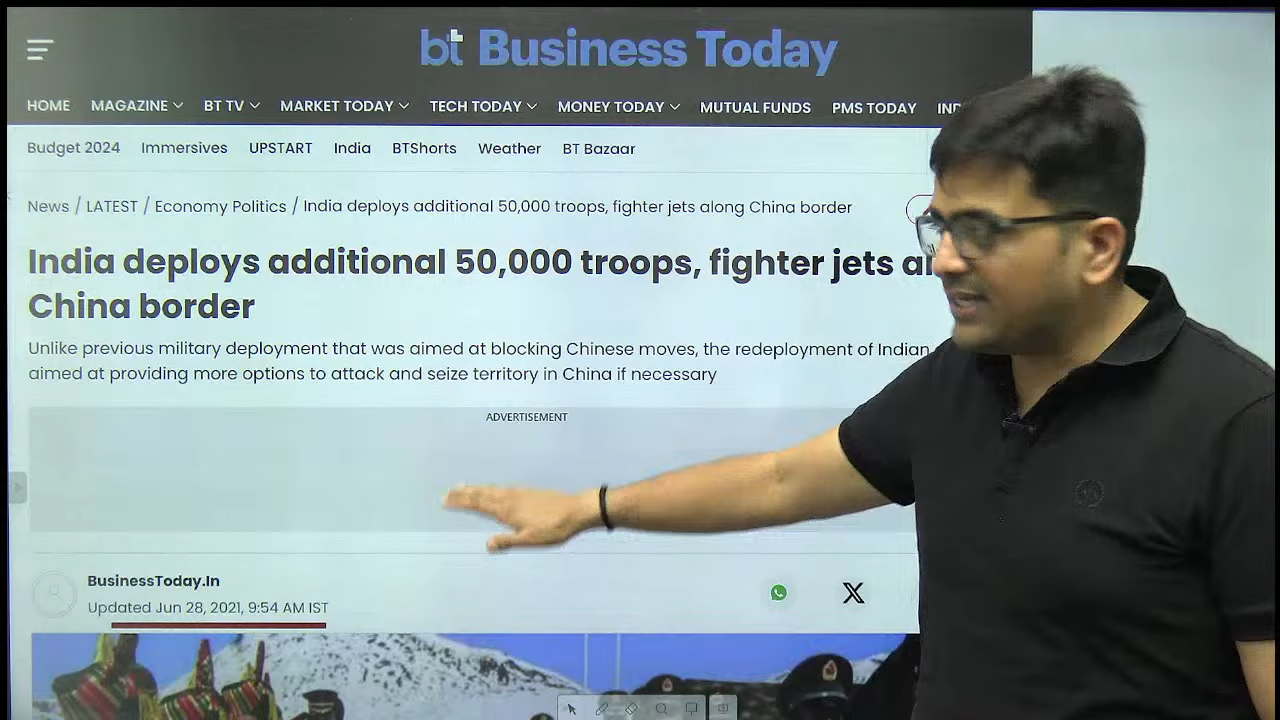 bt Business Today
HOME MAGAZINE BT TV MARKET TODAY TECH TODAY MONEY TODAY MUTUAL FUNDS PMS TODAY
Budget 2024 Immersives UPSTART India BTShorts Weather BT Bazaar
News / LATEST / Economy Politics / India deploys additional 50,000 troops, fighter jets along China border
India deploys additional 50,000 troops, fighter jets
China border
Unlike previous military deployment that was aimed at blocking Chinese moves, the redeployment of Indian
aimed at providing more options to attack and seize territory in China if necessary
ADVERTISEMENT
BusinessToday.In
Updated Jun 28, 2021, 9:54 AM IST